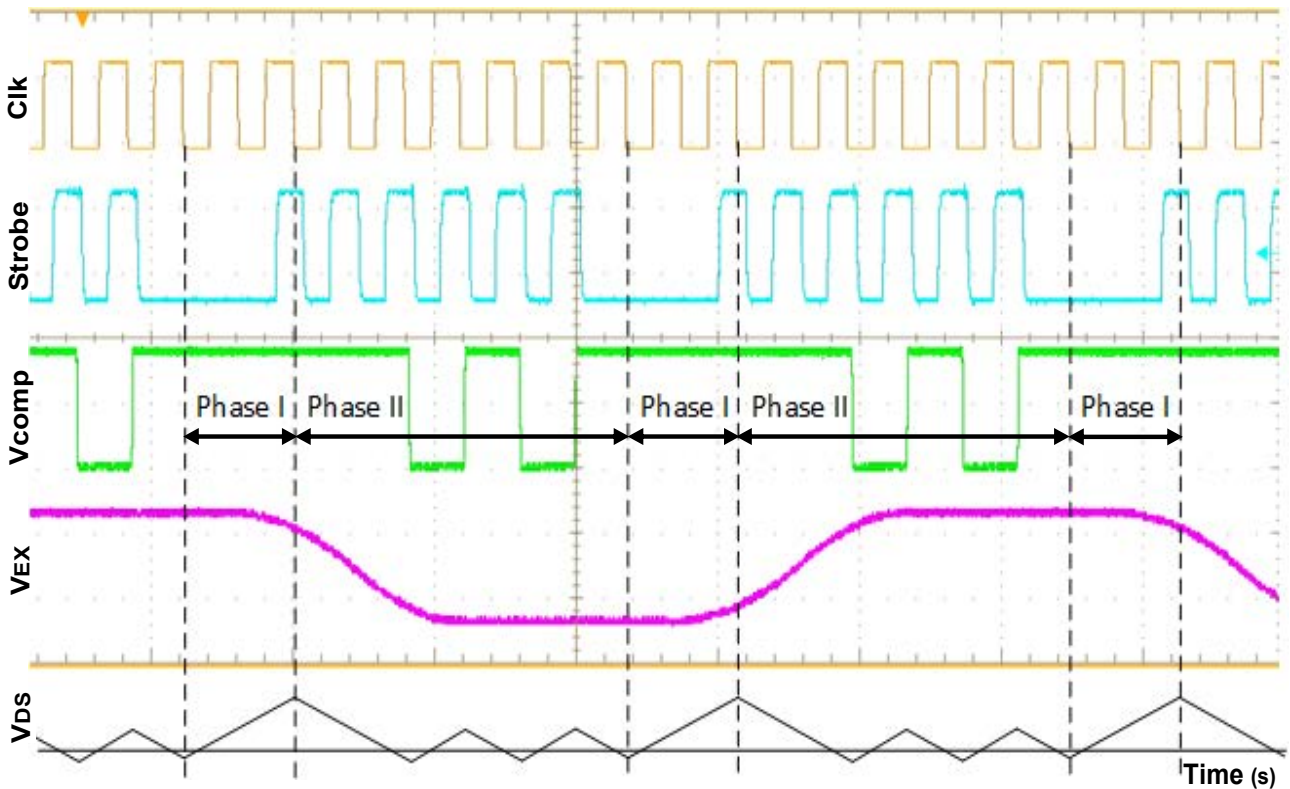 Clk
Strobe
Vcomp
Phase I Phase II Phase I Phase II Phase I
VEX
VDS
Time (s)